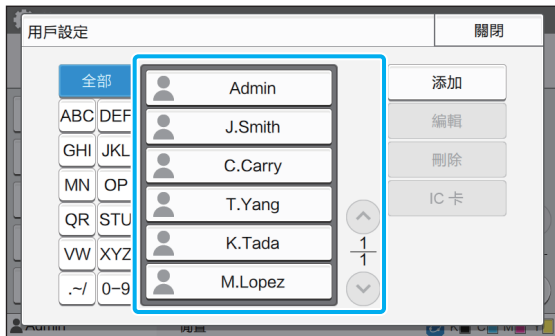 用戶設定
關閉
全部
ABC DEF
GHI JKL
MN OP
QR STU
VW XYZ
.~/ 0−9
Admin
J.Smith
C.Carry
T.Yang
K.Tada
M.Lopez
1
1
添加
編輯
刪除
IC 卡
Admin